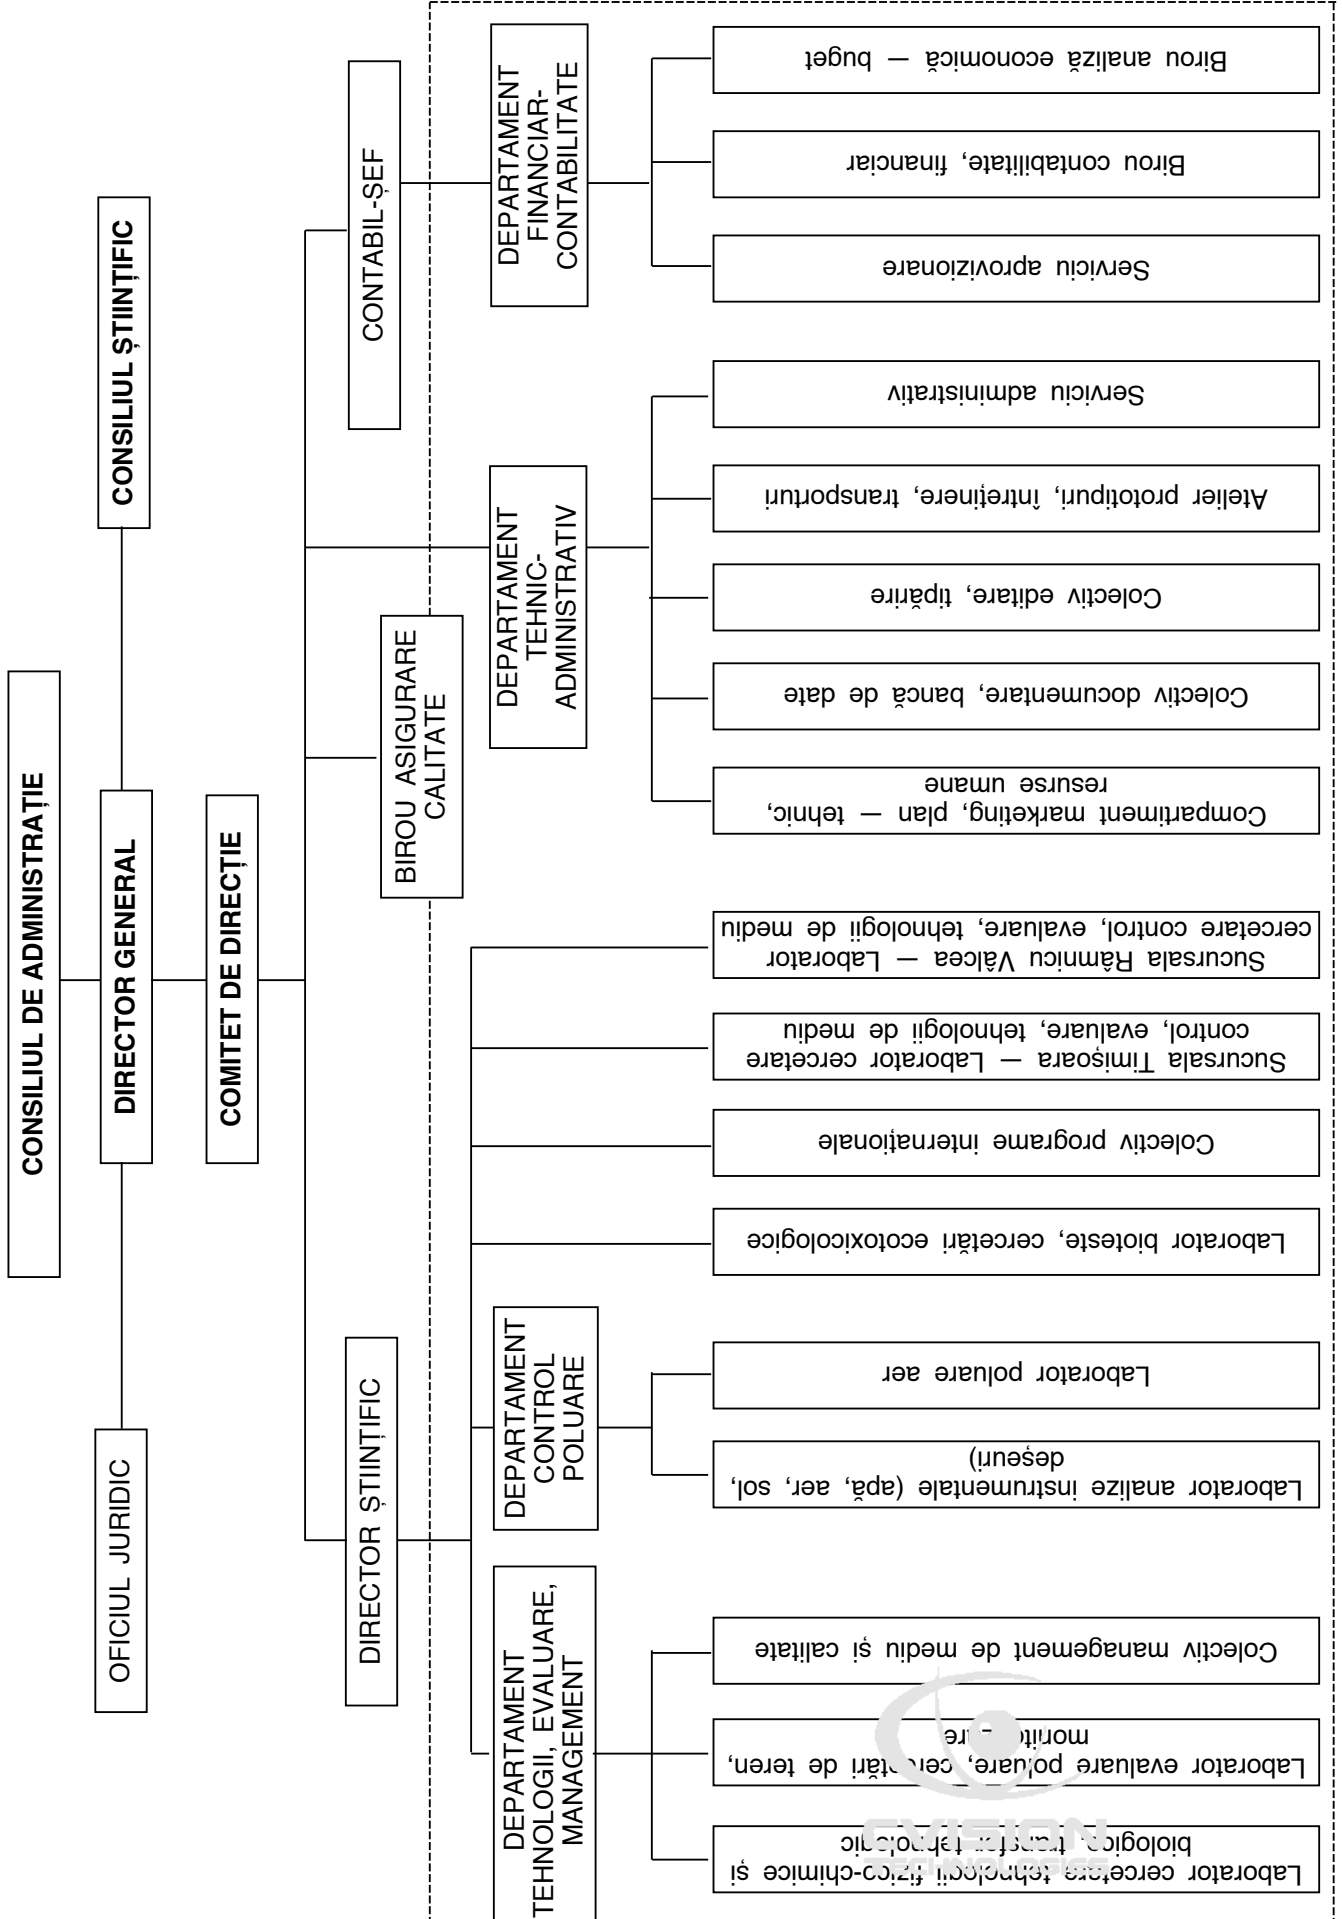 CONSILIUL DE ADMINISTRAȚIE
OFICIUL JURIDIC
DIRECTOR GENERAL
CONSILIUL ȘTIINȚIFIC
COMITET DE DIRECȚIE
DIRECTOR ȘTIINȚIFIC
BIROU ASIGURARE
CALITATE
CONTABIL-ȘEF
DEPARTAMENT
TEHNOLOGII, EVALUARE,
MANAGEMENT
DEPARTAMENT
CONTROL
POLUARE
DEPARTAMENT
TEHNIC-
ADMINISTRATIV
DEPARTAMENT
FINANCIAR-
CONTABILITATE
Laborator cercetare tehnologii fizico-chimice și
biologice, transfer tehnologic
Laborator evaluare poluare, cercetări de teren,
monitorizare
Colectiv management de mediu și calitate
Laborator analize instrumentale (apă, aer, sol,
deșeuri)
Laborator poluare aer
Laborator bioteste, cercetări ecotoxicologice
Colectiv programe internaționale
Sucursala Timișoara — Laborator cercetare
control, evaluare, tehnologii de mediu
Sucursala Râmnicu Vâlcea — Laborator
cercetare control, evaluare, tehnologii de mediu
Compartiment marketing, plan — tehnic,
resurse umane
Colectiv documentare, bancă de date
Colectiv editare, tipărire
Atelier prototipuri, întreținere, transporturi
Serviciu administrativ
Serviciu aprovizionare
Birou contabilitate, financiar
Birou analiză economică — buget
CVISION
TECHNOLOGIES